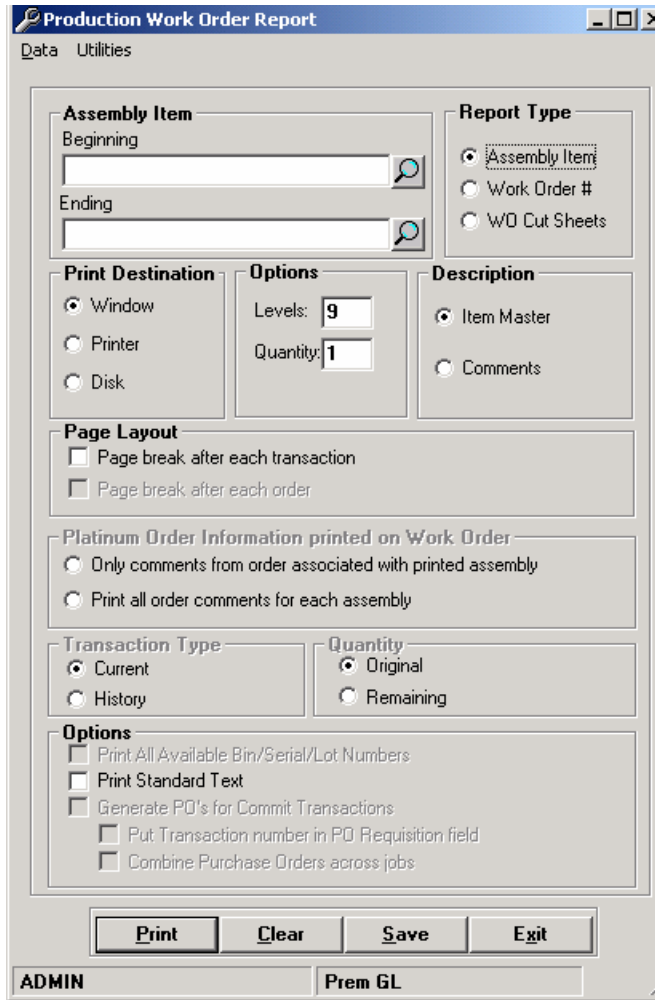 Production Work Order Report
Data Utilities
Assembly Item
Beginning
Ending
Report Type
Assembly Item
Work Order #
WO Cut Sheets
Print Destination
Window
Printer
Disk
Options
Levels: 9
Quantity: 1
Description
Item Master
Comments
Page Layout
Page break after each transaction
Page break after each order
Platinum Order Information printed on Work Order
Only comments from order associated with printed assembly
Print all order comments for each assembly
Transaction Type
Current
History
Quantity
Original
Remaining
Options
Print All Available Bin/Serial/Lot Numbers
Print Standard Text
Generate PO's for Commit Transactions
Put Transaction number in PO Requisition field
Combine Purchase Orders across jobs
Print Clear Save Exit
ADMIN Prem GL